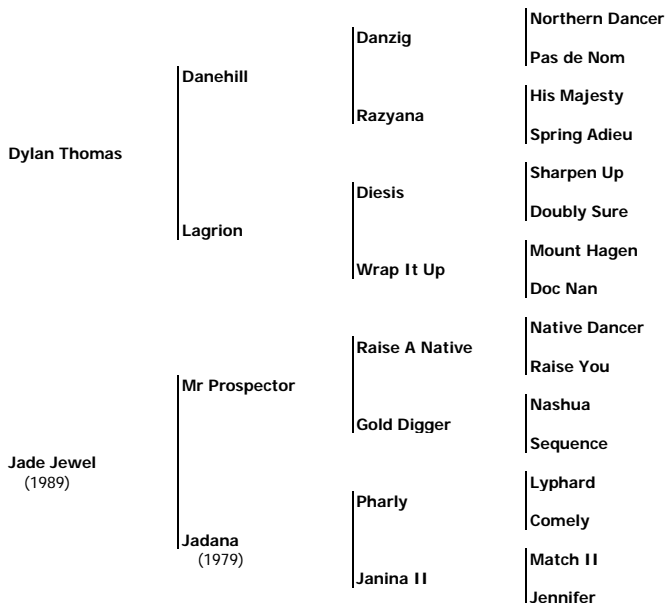 Northern Dancer
Danzig
Pas de Nom
Danehill
His Majesty
Razyana
Spring Adieu
Dylan Thomas
Sharpen Up
Diesis
Doubly Sure
Lagrion
Mount Hagen
Wrap It Up
Doc Nan
Native Dancer
Raise A Native
Raise You
Mr Prospector
Nashua
Gold Digger
Sequence
Jade Jewel
(1989)
Lyphard
Pharly
Comely
Jadana
(1979)
Match II
Janina II
Jennifer